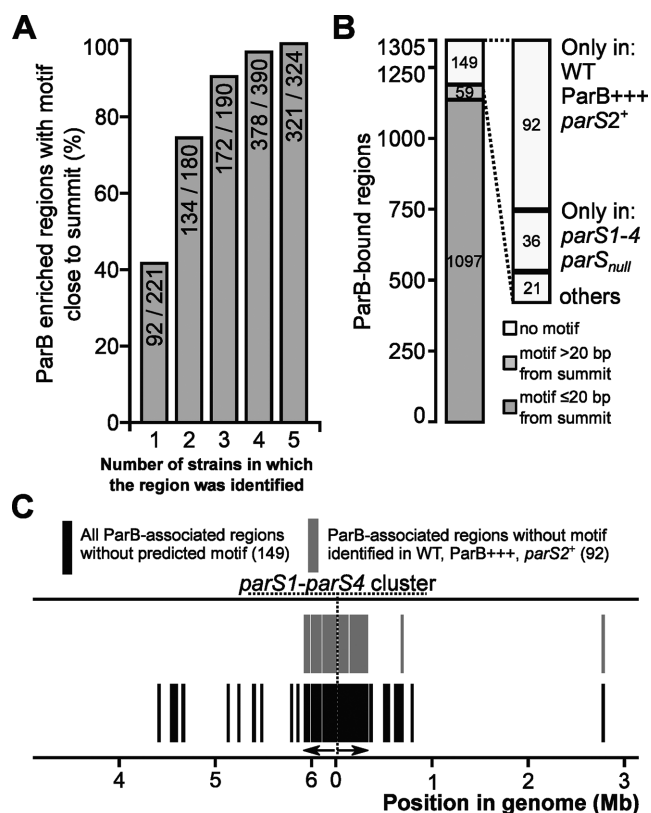 A
ParB enriched regions with motif
close to summit (%)
100
80
60
40
20
0
92 / 221
134 / 180
172 / 190
378 / 390
321 / 324
1
2
3
4
5
Number of strains in which
the region was identified
B
ParB-bound regions
1305
1250
1000
750
500
250
0
149
59
1097
92
36
21
Only in:
WT
ParB+++
parS2+
Only in:
parS1-4
parSnull
others
no motif
motif >20 bp
from summit
motif ≤20 bp
from summit
C
All ParB-associated regions
without predicted motif (149)
ParB-associated regions without motif
identified in WT, ParB+++, parS2+ (92)
parS1-parS4 cluster
4
5
6
0
1
2
3
Position in genome (Mb)